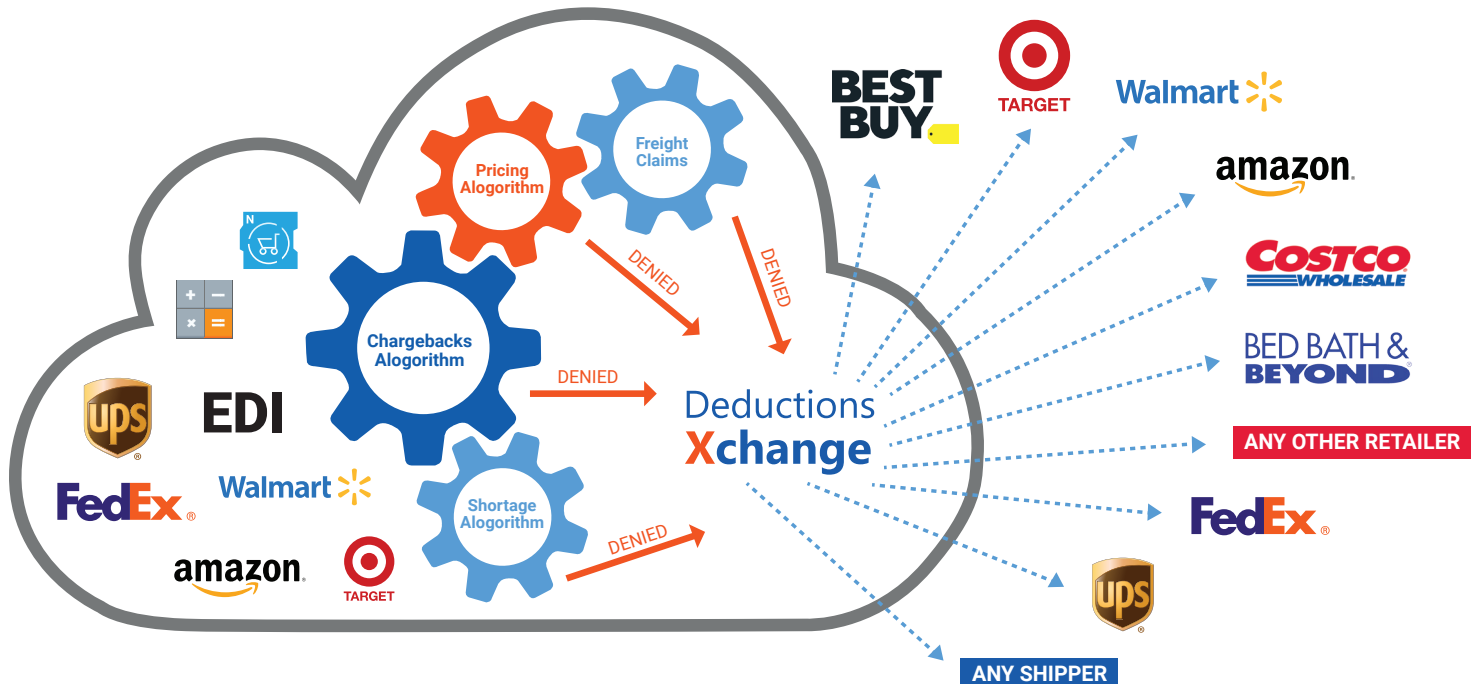 BEST
BUY
TARGET
Walmart
amazon
COSTCO
WHOLESALE
BED BATH &
BEYOND
ANY OTHER RETAILER
FedEx ®
ups
®
ANY SHIPPER
Freight
Claims
Pricing
Alogorithm
N
+ −
× =
Chargebacks
Alogorithm
DENIED
DENIED
DENIED
DENIED
Deductions
Xchange
ups
®
EDI
FedEx ®
Walmart
Shortage
Alogorithm
amazon
TARGET